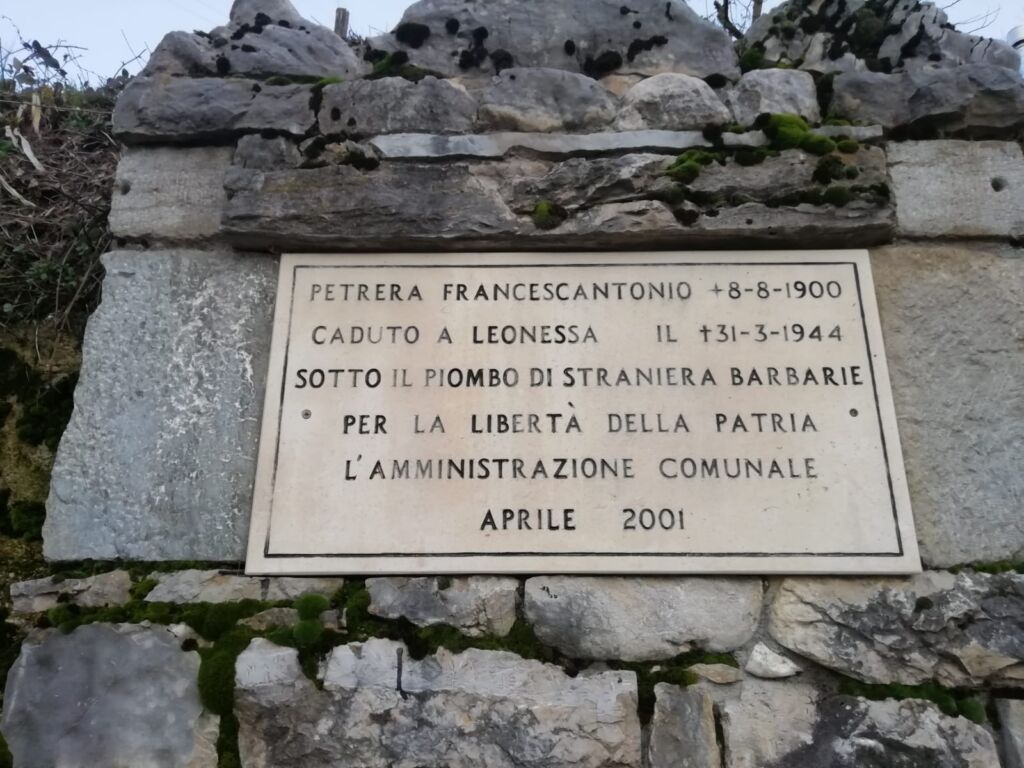 PETRERA FRANCESCANTONIO +8-8-1900
CADUTO A LEONESSA IL †31-3-1944
SOTTO IL PIOMBO DI STRANIERA BARBARIE
PER LA LIBERTÀ DELLA PATRIA
L'AMMINISTRAZIONE COMUNALE
APRILE 2001